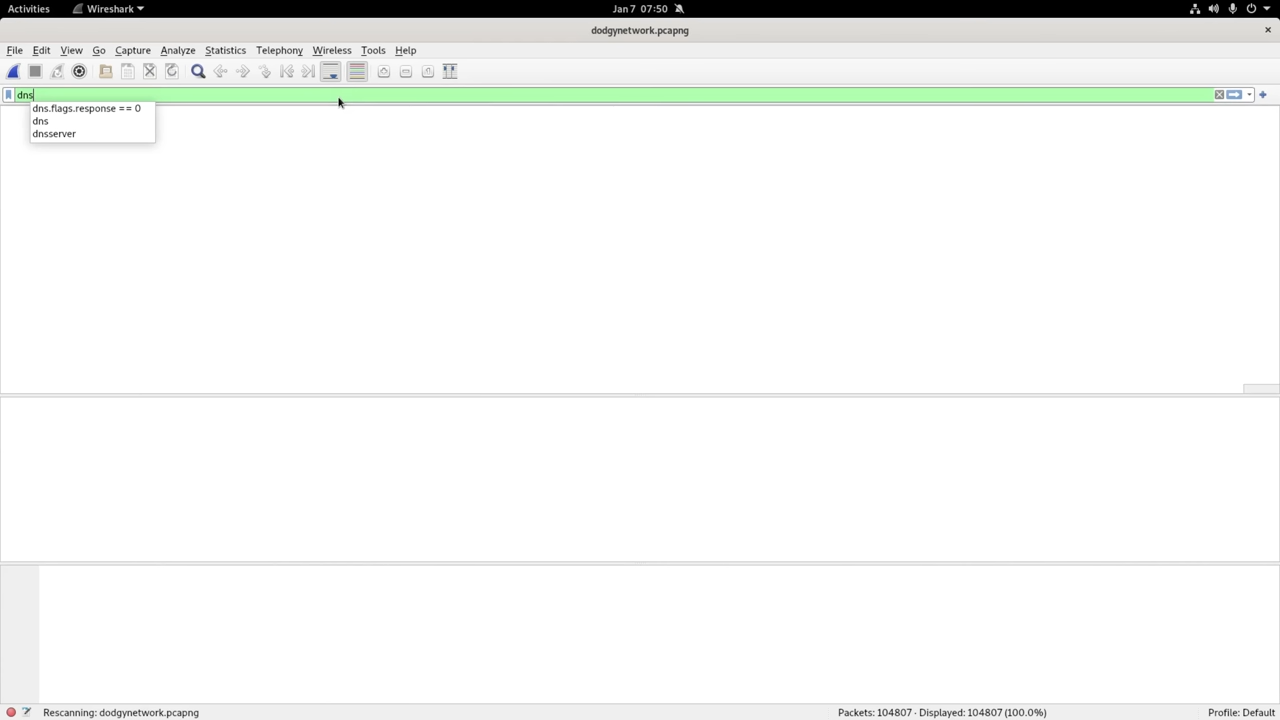 Activities Wireshark Jan 7 07:50
dodgynetwork.pcapng
File Edit View Go Capture Analyze Statistics Telephony Wireless Tools Help
dns
dns.flags.response == 0
dns
dnsserver
Rescanning: dodgynetwork.pcapng Packets: 104807 · Displayed: 104807 (100.0%) Profile: Default